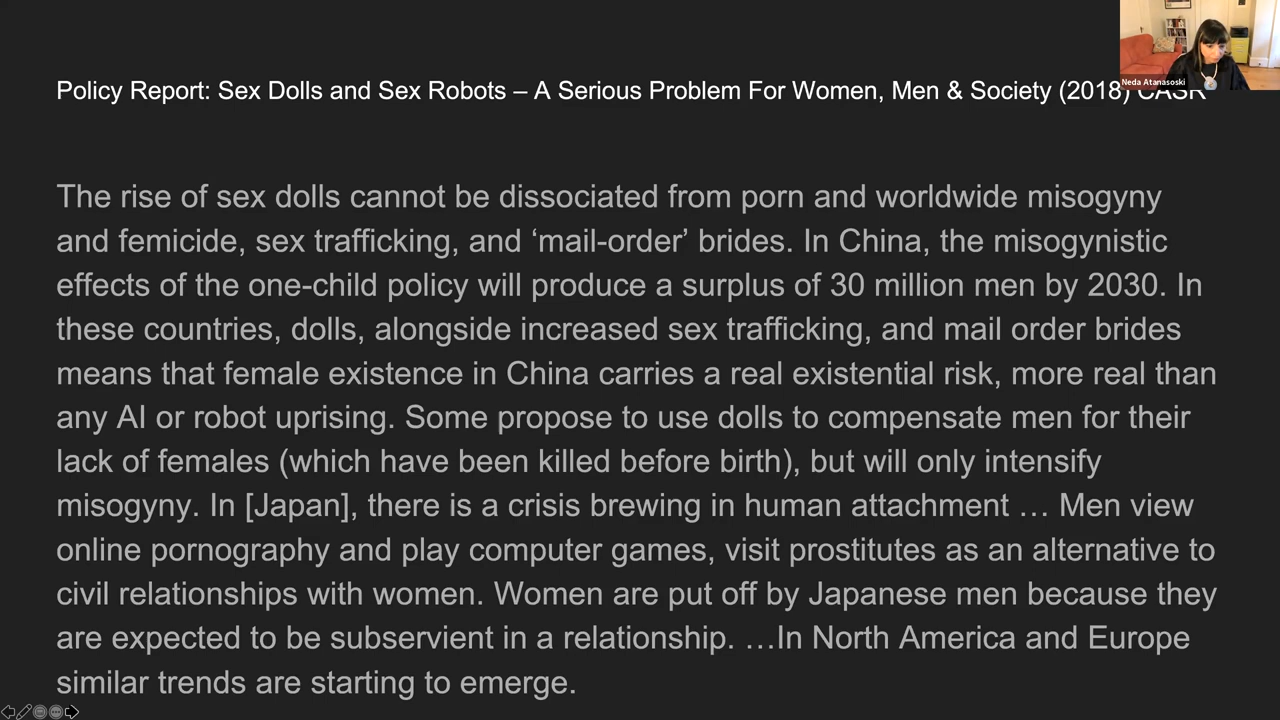 Policy Report: Sex Dolls and Sex Robots – A Serious Problem For Women, Men & Society (2018) CASR
Neda Atanasoski
The rise of sex dolls cannot be dissociated from porn and worldwide misogyny
and femicide, sex trafficking, and ‘mail-order’ brides. In China, the misogynistic
effects of the one-child policy will produce a surplus of 30 million men by 2030. In
these countries, dolls, alongside increased sex trafficking, and mail order brides
means that female existence in China carries a real existential risk, more real than
any AI or robot uprising. Some propose to use dolls to compensate men for their
lack of females (which have been killed before birth), but will only intensify
misogyny. In [Japan], there is a crisis brewing in human attachment … Men view
online pornography and play computer games, visit prostitutes as an alternative to
civil relationships with women. Women are put off by Japanese men because they
are expected to be subservient in a relationship. …In North America and Europe
similar trends are starting to emerge.